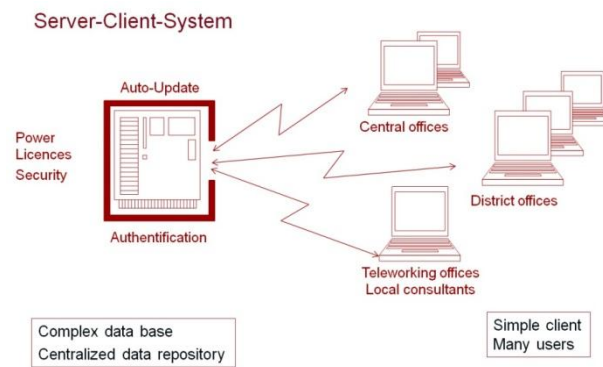 Server-Client-System
Auto-Update
Power
Licences
Security
Authentification
Central offices
District offices
Teleworking offices
Local consultants
Complex data base
Centralized data repository
Simple client
Many users